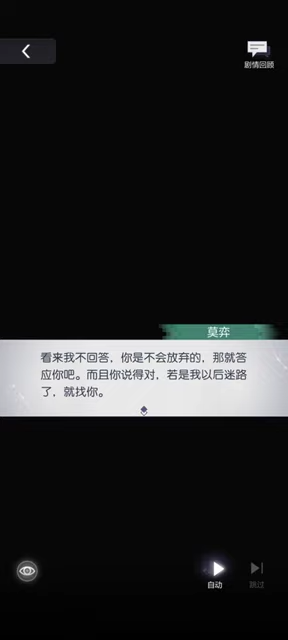 剧情回顾
莫弈
看来我不回答，你是不会放弃的，那就答
应你吧。而且你说得对，若是我以后迷路
了，就找你。
自动
跳过